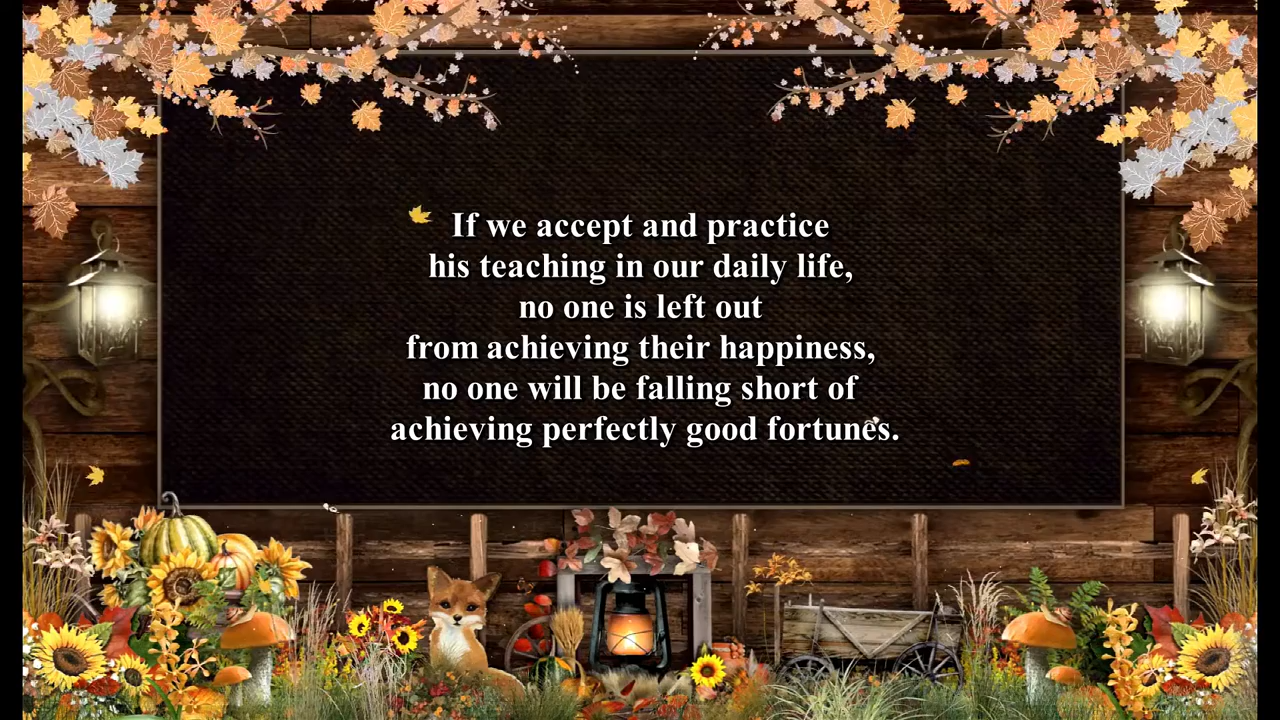 If we accept and practice
his teaching in our daily life,
no one is left out
from achieving their happiness,
no one will be falling short of
achieving perfectly good fortunes.